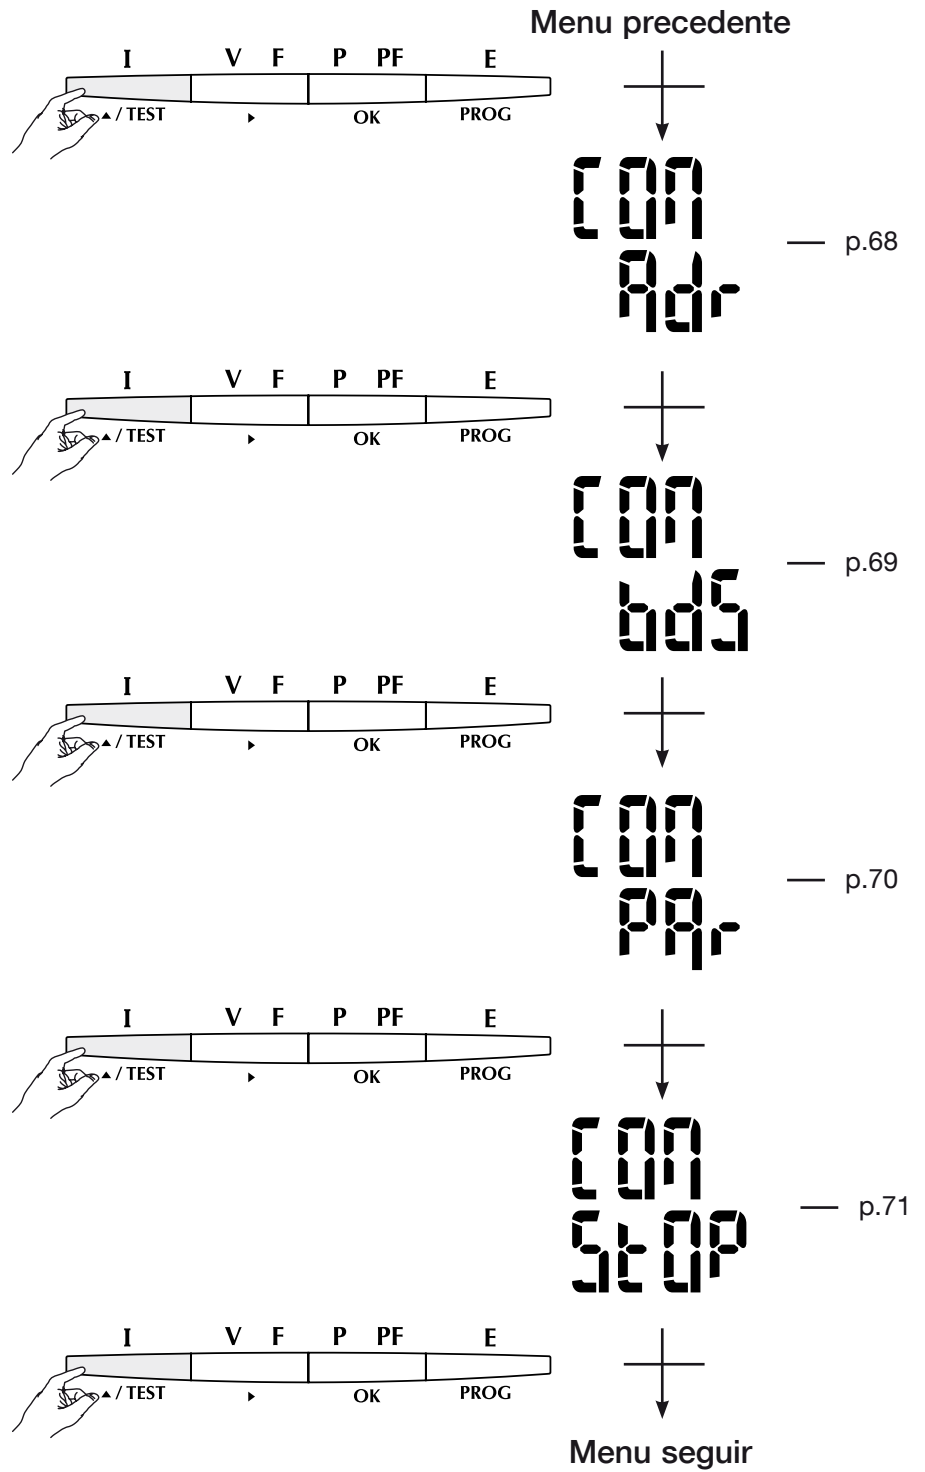 Menu precedente
I V F P PF E
▲ / TEST ▶ OK PROG
COM
Adr
p.68
I V F P PF E
▲ / TEST ▶ OK PROG
COM
bdS
p.69
I V F P PF E
▲ / TEST ▶ OK PROG
COM
PAr
p.70
I V F P PF E
▲ / TEST ▶ OK PROG
COM
StOP
p.71
I V F P PF E
▲ / TEST ▶ OK PROG
Menu seguir